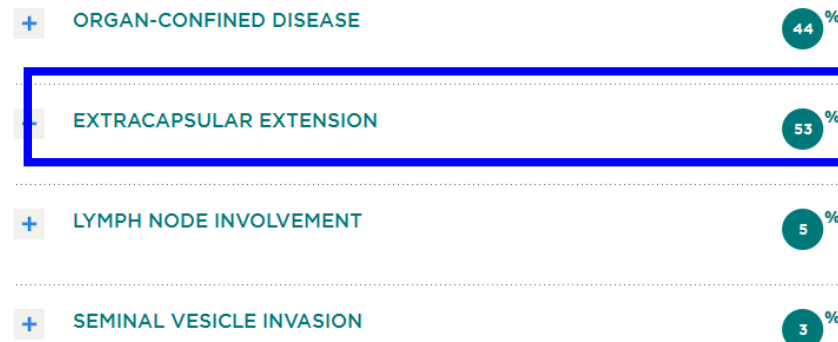 + ORGAN-CONFINED DISEASE 44 %
EXTRACAPSULAR EXTENSION 53 %
+ LYMPH NODE INVOLVEMENT 5 %
+ SEMINAL VESICLE INVASION 3 %